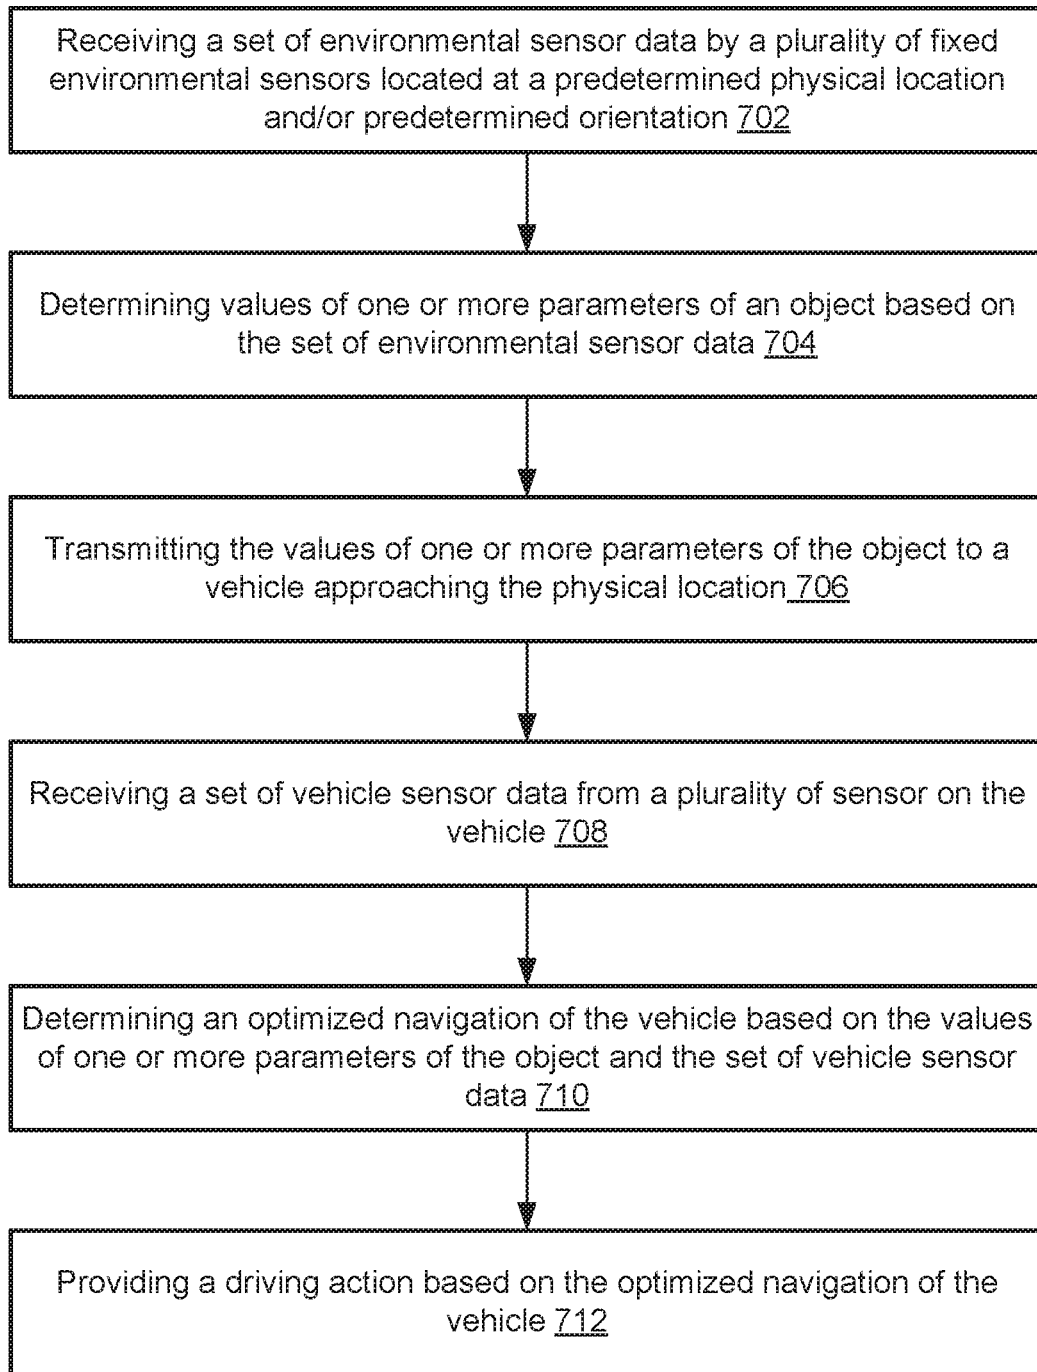 Receiving a set of environmental sensor data by a plurality of fixed
environmental sensors located at a predetermined physical location
and/or predetermined orientation 702
Determining values of one or more parameters of an object based on
the set of environmental sensor data 704
Transmitting the values of one or more parameters of the object to a
vehicle approaching the physical location 706
Receiving a set of vehicle sensor data from a plurality of sensor on the
vehicle 708
Determining an optimized navigation of the vehicle based on the values
of one or more parameters of the object and the set of vehicle sensor
data 710
Providing a driving action based on the optimized navigation of the
vehicle 712